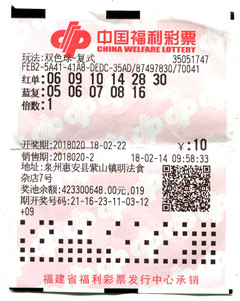 中国福利彩票
CHINA WELFARE LOTTERY
玩法:双色球-复式 35051747
FEB2-5A41-41AB-DEDC-35AD/87497830/70041
红单 06 09 10 14 28 30
蓝复 05 06 07 08 16
倍数 1
开奖期:2018020 18-02-22 ¥:10
销售期:2018020-2 18-02-14 09:58:33
地址:泉州惠安县紫山镇明法食
杂店7号
奖池余额:423300648.00元,019
期开奖号码:21-16-23-11-03-12
+09
福建省福利彩票发行中心承销